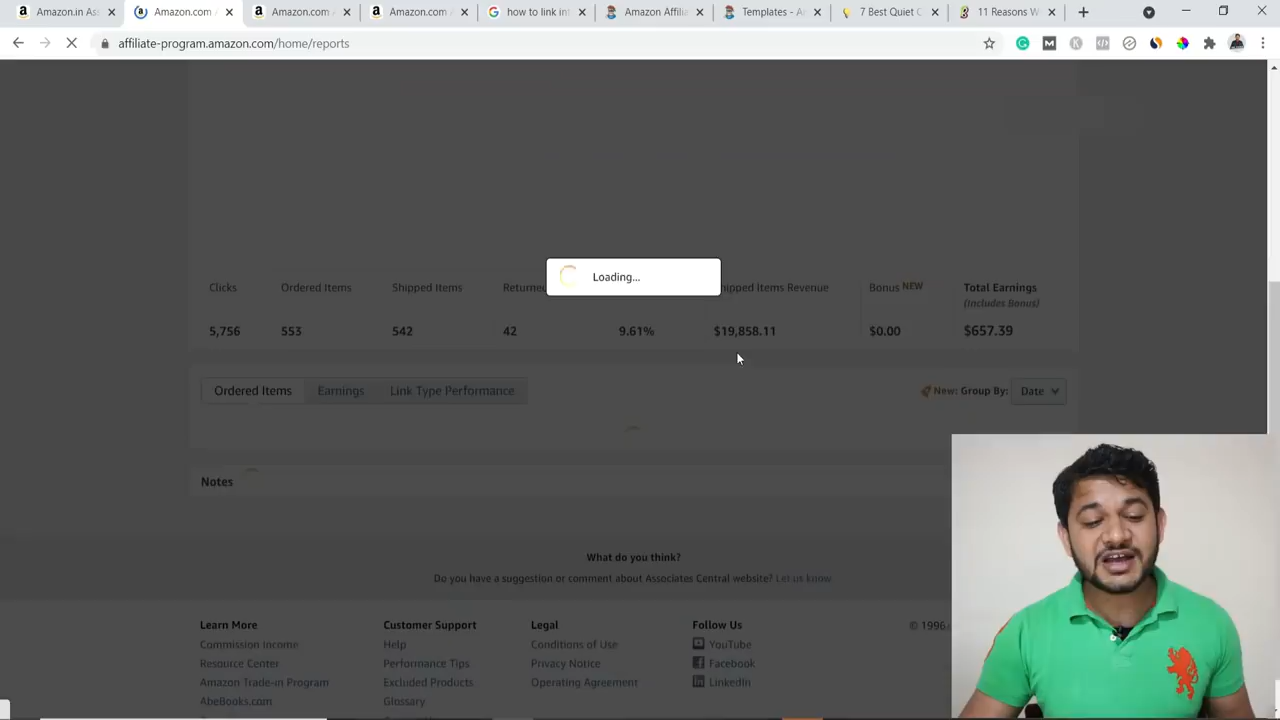 Amazon.in As
Amazon.com
Amazon.com
Amazon.com
how to link in
Amazon Affilia
Templates - A
7 Best Quiet
11 Reasons W
affiliate-program.amazon.com/home/reports
Loading...
Clicks
Ordered Items
Shipped Items
Returned
Shipped Items Revenue
Bonus NEW
Total Earnings
(Includes Bonus)
5,756
553
542
42
9.61%
$19,858.11
$0.00
$657.39
Ordered Items
Earnings
Link Type Performance
New: Group By:
Date
Notes
What do you think?
Do you have a suggestion or comment about Associates Central website? Let us know
Learn More
Customer Support
Legal
Follow Us
© 1996
Commission Income
Help
Conditions of Use
YouTube
Resource Center
Performance Tips
Privacy Notice
Facebook
Amazon Trade-in Program
Excluded Products
Operating Agreement
LinkedIn
AbeBooks.com
Glossary